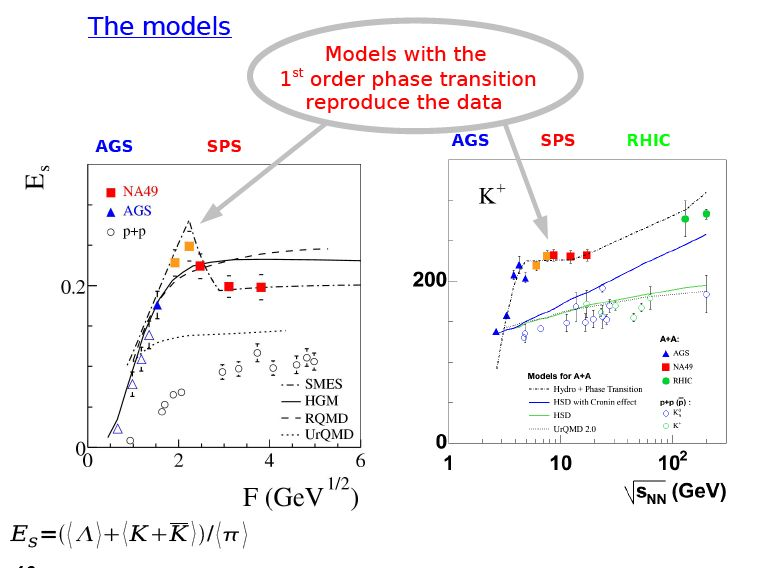 The models
Models with the
1st order phase transition
reproduce the data
AGS SPS
AGS SPS RHIC
Es
NA49
AGS
p+p
0.2
0
0 2 4 6
SMES
HGM
RQMD
UrQMD
F (GeV1/2)
K+
200
0
1 10 10²
√sNN (GeV)
A+A:
AGS
NA49
RHIC
p+p (p̅) :
K0s
K+
Models for A+A
Hydro + Phase Transition
HSD with Cronin effect
HSD
UrQMD 2.0
Es=(⟨Λ⟩+⟨K+K̅⟩)/⟨π⟩